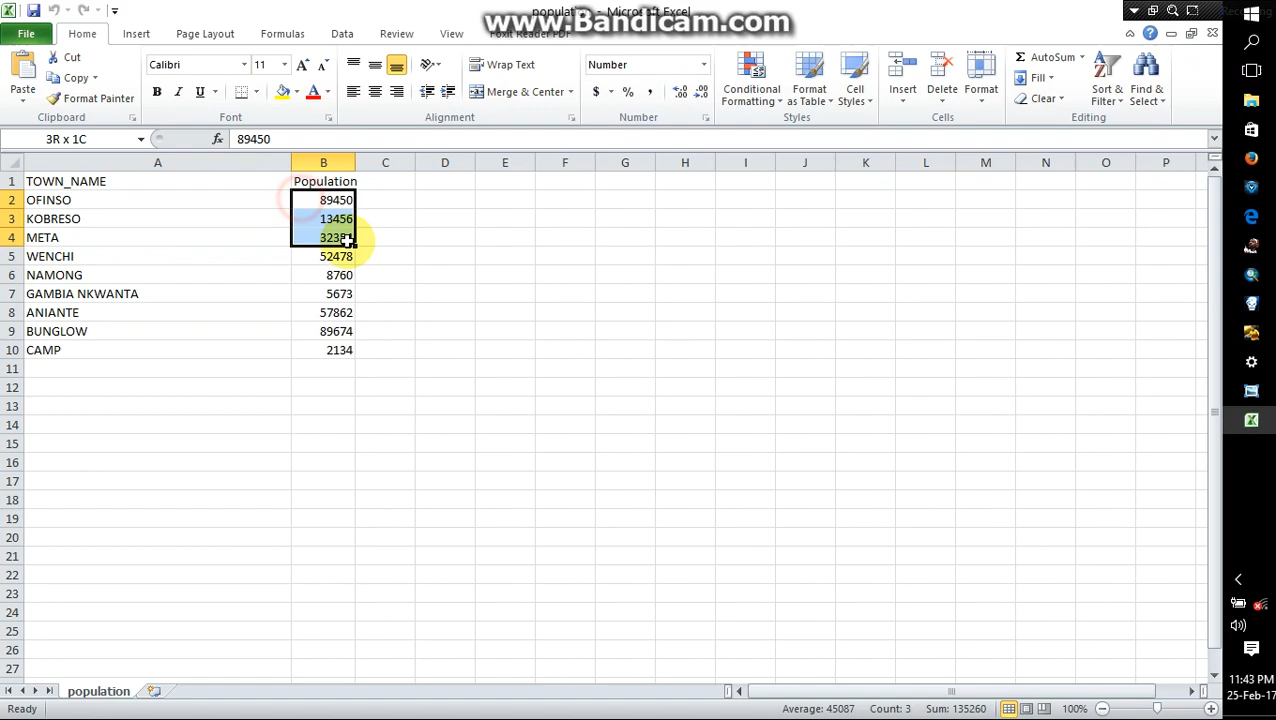 population - Microsoft Excel
www.Bandicam.com
File Home Insert Page Layout Formulas Data Review View Foxit Reader PDF
Paste
Cut
Copy
Format Painter
Clipboard
Calibri 11
B I U
Font
Wrap Text
Merge & Center
Alignment
Number
$ % ,
Number
Conditional Formatting
Format as Table
Cell Styles
Styles
Insert Delete Format
Cells
AutoSum
Fill
Clear
Sort & Filter
Find & Select
Editing
3R x 1C fx 89450
A B C D E F G H I J K L M N O P
1 TOWN_NAME Population
2 OFINSO 89450
3 KOBRESO 13456
4 META
5 WENCHI 52478
6 NAMONG 8760
7 GAMBIA NKWANTA 5673
8 ANIANTE 57862
9 BUNGLOW 89674
10 CAMP 2134
11
12
13
14
15
16
17
18
19
20
21
22
23
24
25
26
27
population
Ready Average: 45087 Count: 3 Sum: 135260 100%
11:43 PM
25-Feb-17